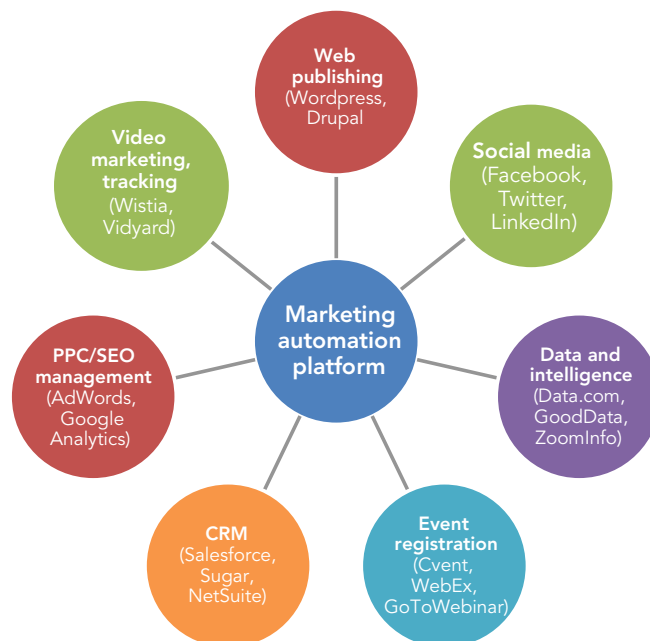 Web
publishing
(Wordpress,
Drupal
Social media
(Facebook,
Twitter,
LinkedIn)
Data and
intelligence
(Data.com,
GoodData,
ZoomInfo)
Event
registration
(Cvent,
WebEx,
GoToWebinar)
CRM
(Salesforce,
Sugar,
NetSuite)
PPC/SEO
management
(AdWords,
Google
Analytics)
Video
marketing,
tracking
(Wistia,
Vidyard)
Marketing
automation
platform